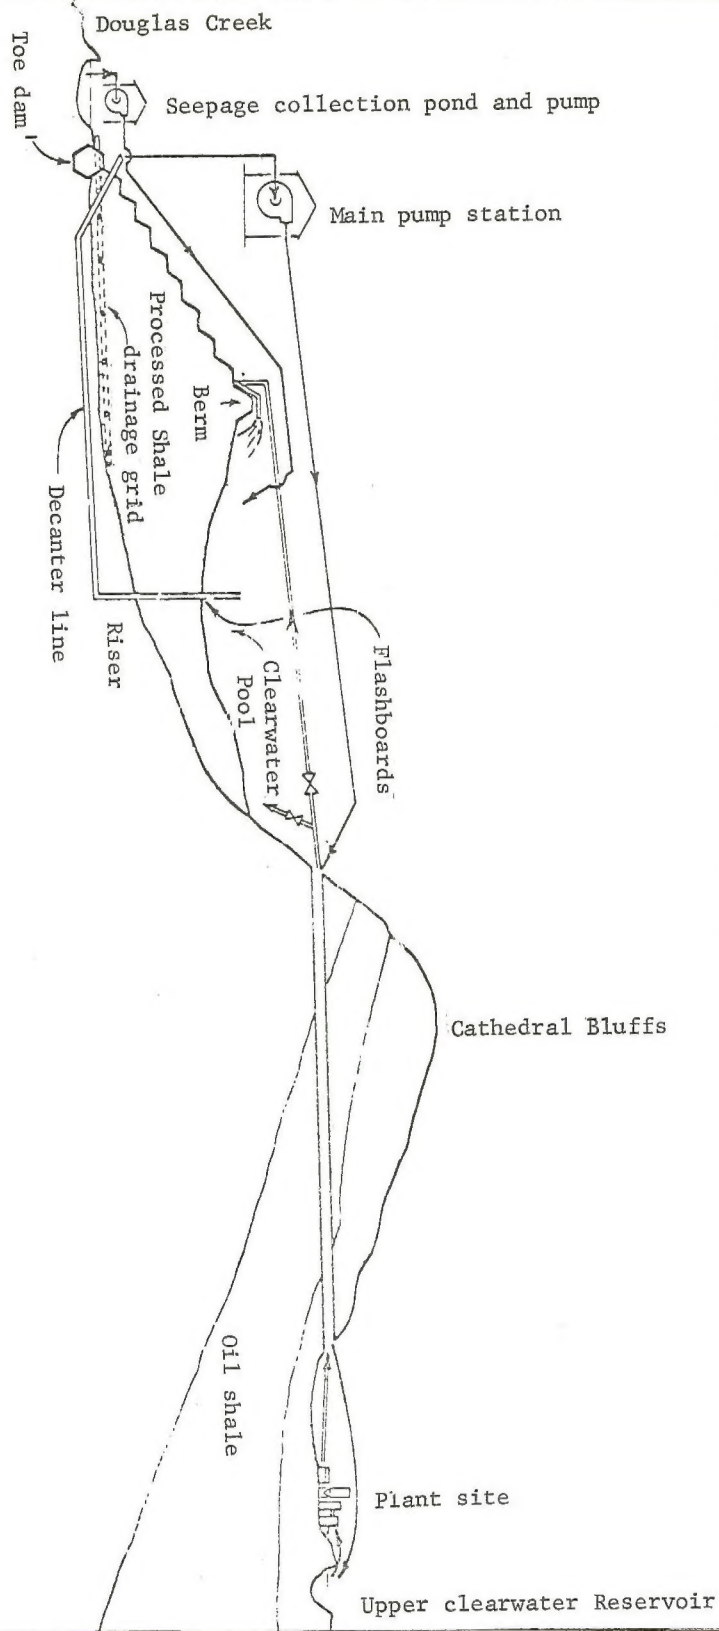 Douglas Creek
Toe dam
Seepage collection pond and pump
Main pump station
Processed Shale
drainage grid
Berm
Decanter line
Riser
Clearwater
Pool
Flashboards
Cathedral Bluffs
Oil shale
Plant site
Upper clearwater Reservoir